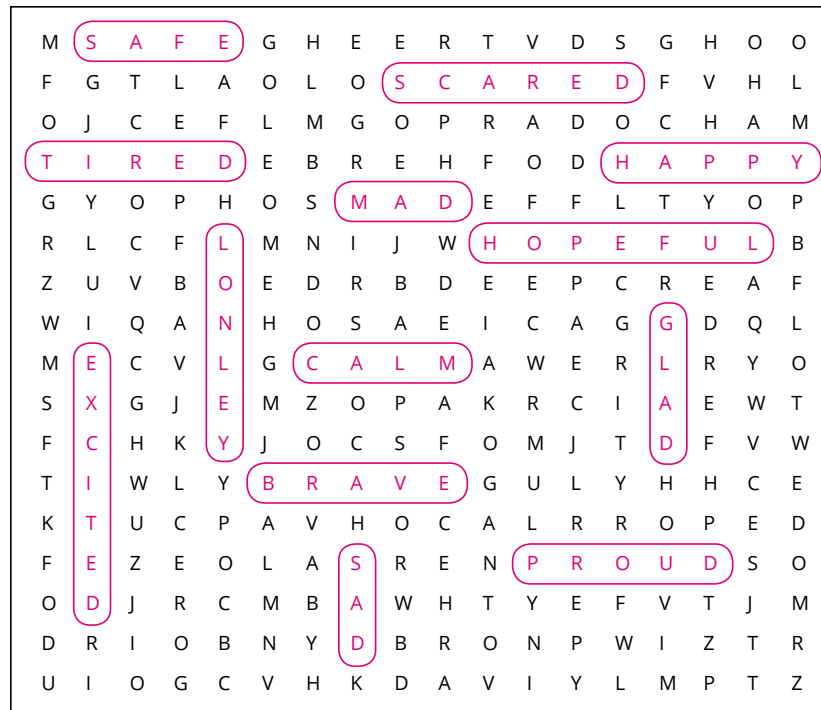 M S A F E G H E E R T V D S G H O O
F G T L A O L O S C A R E D F V H L
O J C E F L M G O P R A D O C H A M
T I R E D E B R E H F O D H A P P Y
G Y O P H O S M A D E F F L T Y O P
R L C F L M N I J W H O P E F U L B
Z U V B O E D R B D E E P C R E A F
W I Q A N H O S A E I C A G G D Q L
M E C V L G C A L M A W E R L R Y O
S X G J E M Z O P A K R C I A E W T
F C H K Y J O C S F O M J T D F V W
T I W L Y B R A V E G U L Y H H C E
K T U C P A V H O C A L R R O P E D
F E Z E O L A S R E N P R O U D S O
O D J R C M B A W H T Y E F V T J M
D R I O B N Y D B R O N P W I Z T R
U I O G C V H K D A V I Y L M P T Z